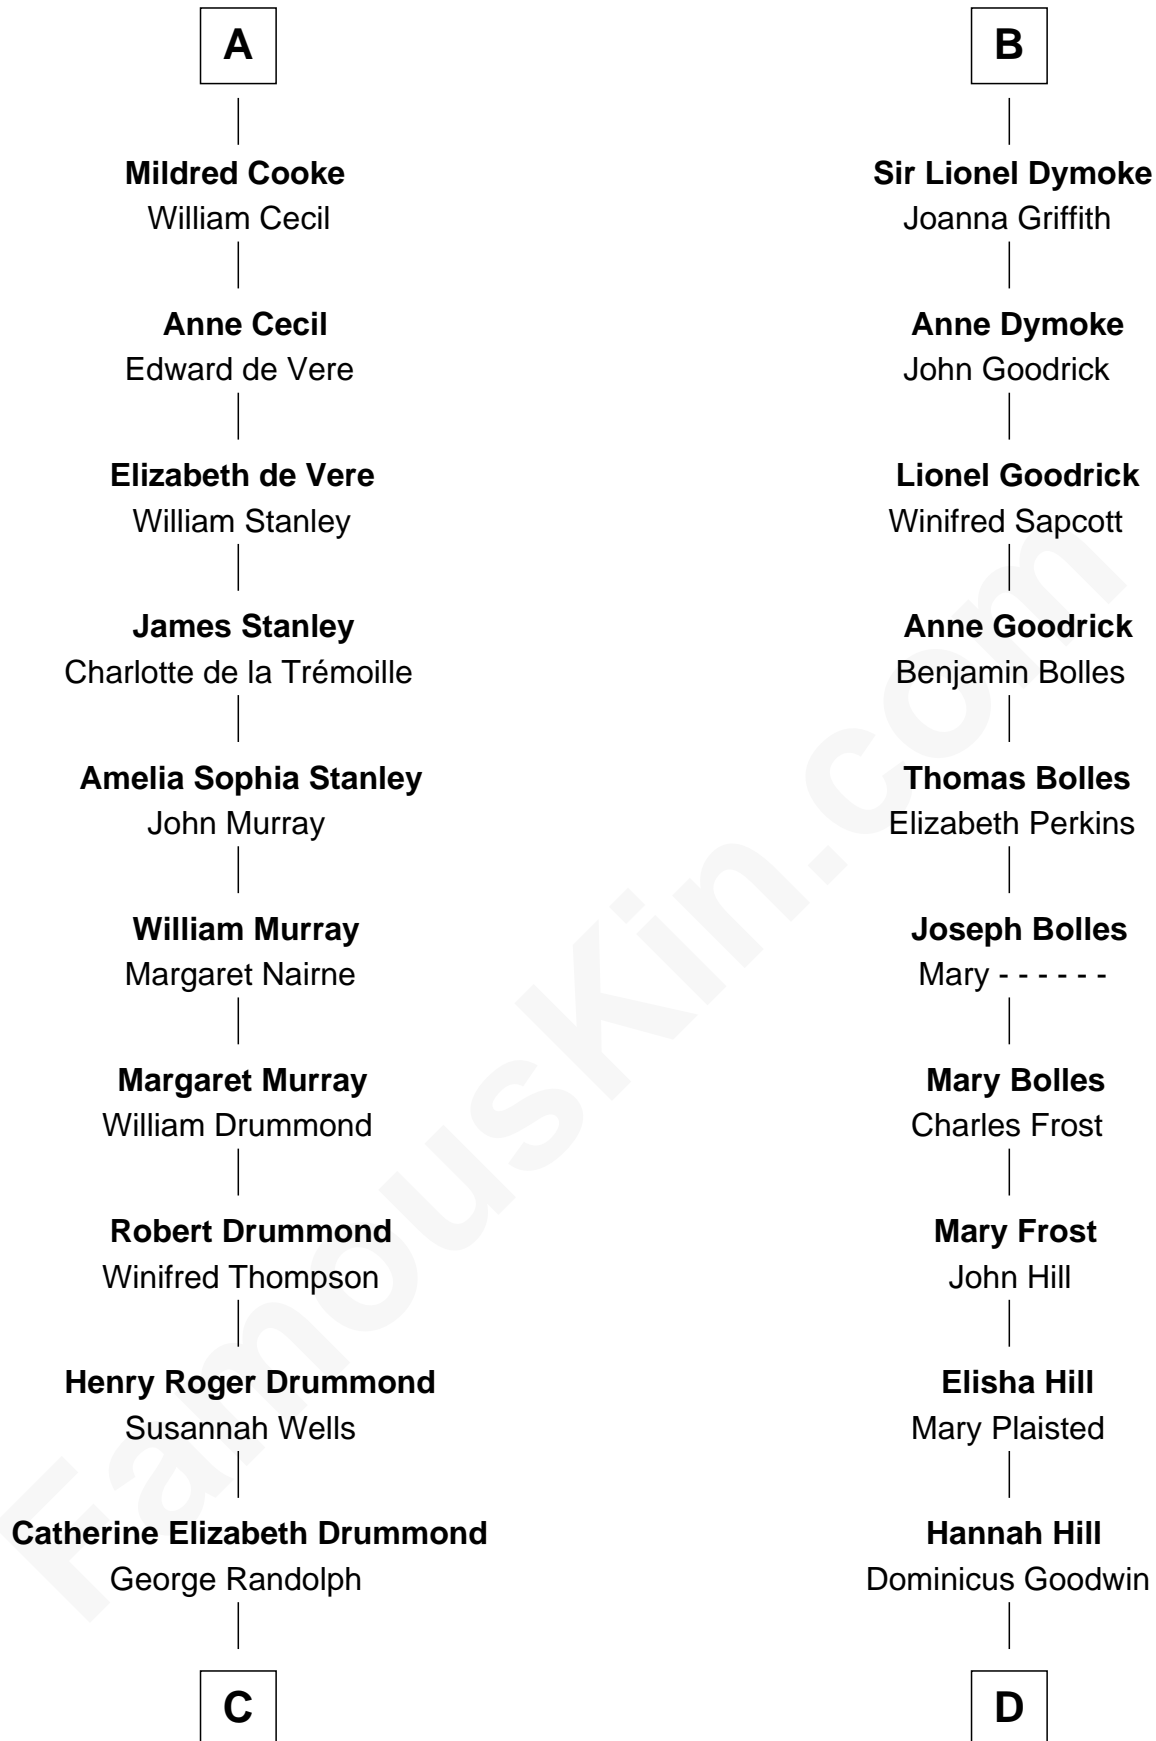 A
Mildred Cooke
William Cecil
Anne Cecil
Edward de Vere
Elizabeth de Vere
William Stanley
James Stanley
Charlotte de la Trémoille
Amelia Sophia Stanley
John Murray
William Murray
Margaret Nairne
Margaret Murray
William Drummond
Robert Drummond
Winifred Thompson
Henry Roger Drummond
Susannah Wells
Catherine Elizabeth Drummond
George Randolph
C
B
Sir Lionel Dymoke
Joanna Griffith
Anne Dymoke
John Goodrick
Lionel Goodrick
Winifred Sapcott
Anne Goodrick
Benjamin Bolles
Thomas Bolles
Elizabeth Perkins
Joseph Bolles
Mary - - - - - -
Mary Bolles
Charles Frost
Mary Frost
John Hill
Elisha Hill
Mary Plaisted
Hannah Hill
Dominicus Goodwin
D
FamousKin.com